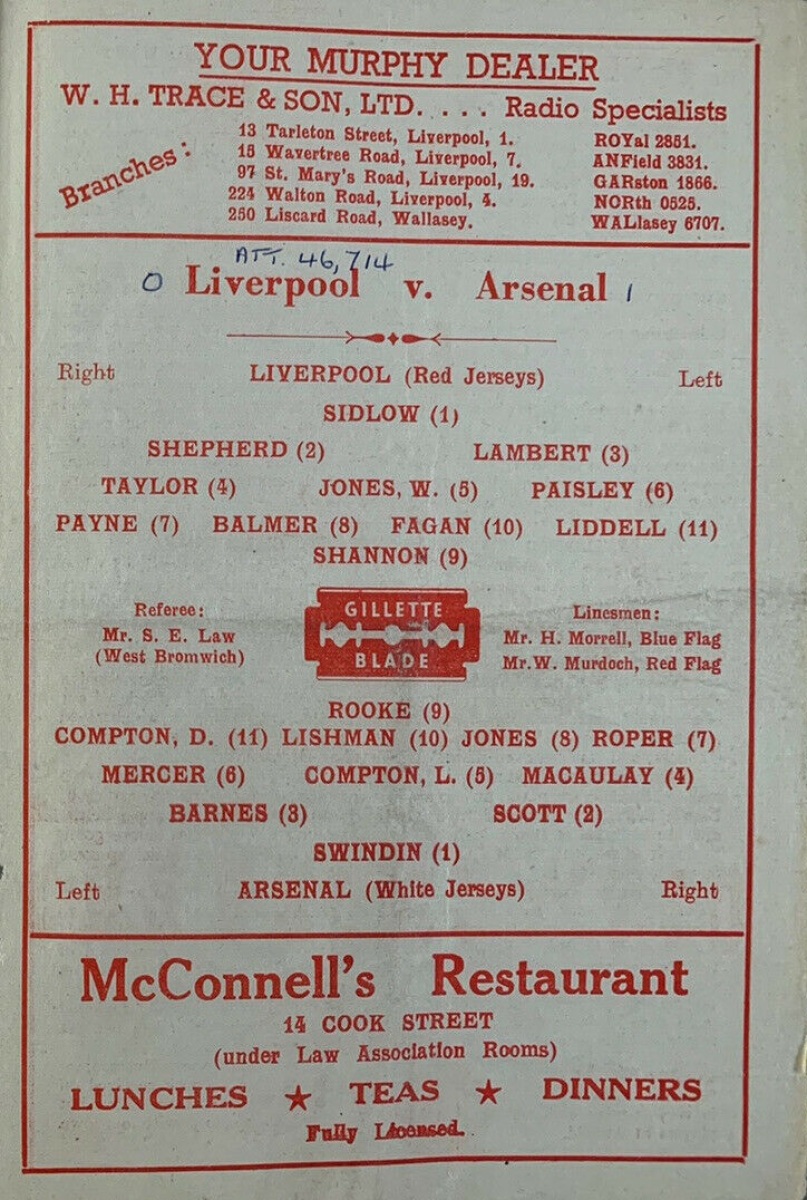 YOUR MURPHY DEALER
W. H. TRACE & SON, LTD. . . . Radio Specialists
Branches:
13 Tarleton Street, Liverpool, 1. ROYal 2851.
15 Wavertree Road, Liverpool, 7. ANField 3831.
97 St. Mary's Road, Liverpool, 19. GARston 1866.
224 Walton Road, Liverpool, 4. NORth 0525.
250 Liscard Road, Wallasey. WALlasey 6707.
ATT. 46,714
0 Liverpool v. Arsenal 1
Right LIVERPOOL (Red Jerseys) Left
SIDLOW (1)
SHEPHERD (2) LAMBERT (3)
TAYLOR (4) JONES, W. (5) PAISLEY (6)
PAYNE (7) BALMER (8) FAGAN (10) LIDDELL (11)
SHANNON (9)
Referee:
Mr. S. E. Law
(West Bromwich)
GILLETTE
BLADE
Linesmen:
Mr. H. Morrell, Blue Flag
Mr.W. Murdoch, Red Flag
ROOKE (9)
COMPTON, D. (11) LISHMAN (10) JONES (8) ROPER (7)
MERCER (6) COMPTON, L. (5) MACAULAY (4)
BARNES (3) SCOTT (2)
SWINDIN (1)
Left ARSENAL (White Jerseys) Right
McConnell's Restaurant
14 COOK STREET
(under Law Association Rooms)
LUNCHES ★ TEAS ★ DINNERS
Fully Licensed.